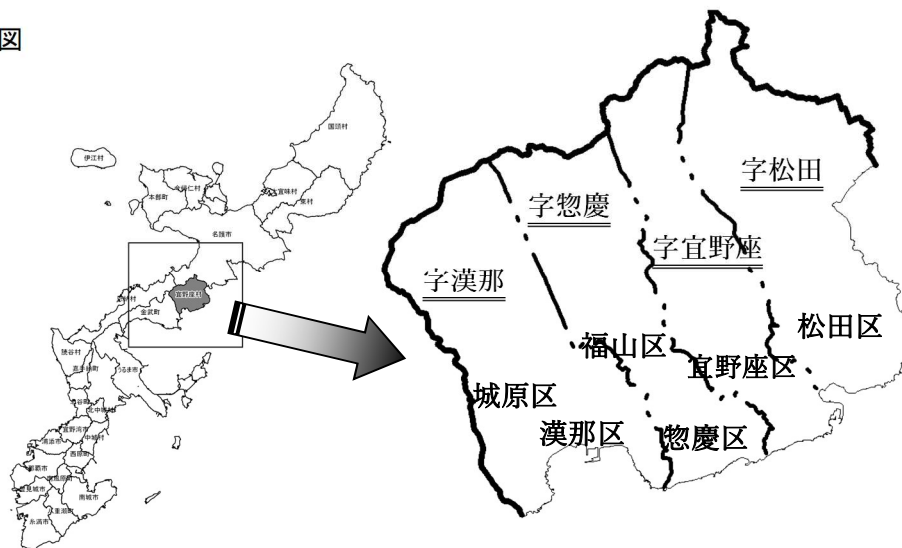 図
国頭村
伊江村
今帰仁村
大宜味村
本部町
東村
名護市
宜野座村
恩納村
金武町
読谷村
うるま市
嘉手納町
北谷町
北中城村
宜野湾市
中城村
浦添市
西原町
那覇市
南風原町
豊見城市
南城市
八重瀬町
糸満市
字松田
字惣慶
字宜野座
字漢那
松田区
福山区
宜野座区
城原区
漢那区
惣慶区